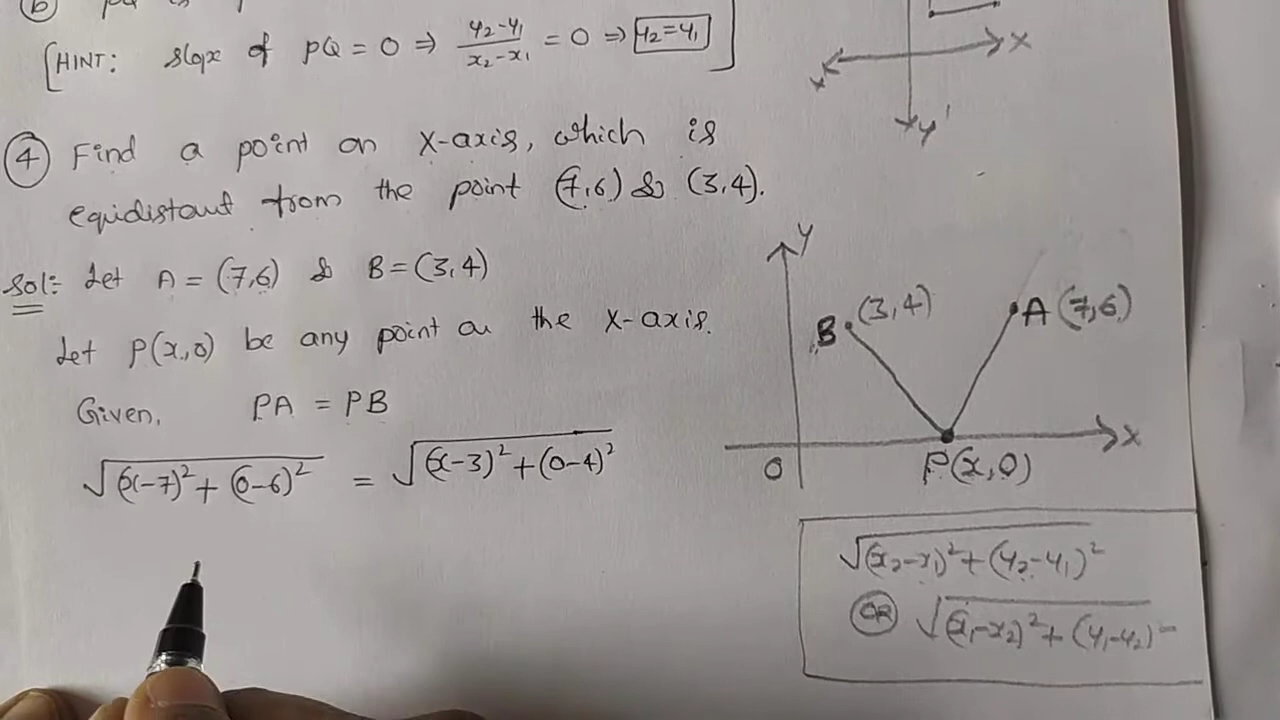 6
[HINT: slope of PQ = 0 ⇒ y₂-y₁/x₂-x₁ = 0 ⇒ y₂=y₁]
X
X
Y'
4 Find a point on X-axis, which is
equidistant from the point (7,6) & (3,4).
Sol:- Let A = (7,6) & B = (3,4)
Let P(x,0) be any point on the X-axis.
Given, PA = PB
√(x-7)²+(0-6)² = √(x-3)²+(0-4)²
Y
B (3,4)
A (7,6)
X
O
P(x,0)
√(x₂-x₁)²+(y₂-y₁)²
OR √(x₁-x₂)²+(y₁-y₂)²